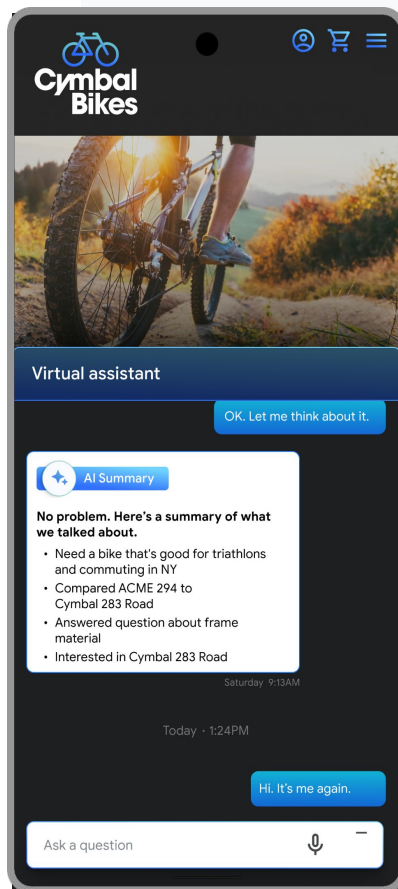 Cymbal
Bikes
Virtual assistant
OK. Let me think about it.
AI Summary
No problem. Here's a summary of what
we talked about.
• Need a bike that's good for triathlons
and commuting in NY
• Compared ACME 294 to
Cymbal 283 Road
• Answered question about frame
material
• Interested in Cymbal 283 Road
Saturday 9:13AM
Today · 1:24PM
Hi. It's me again.
Ask a question